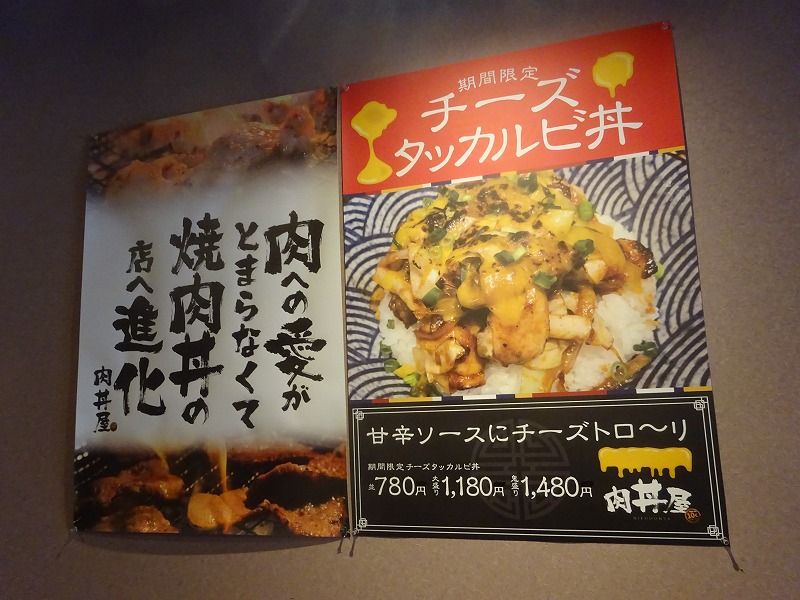 肉への愛が
とまらなくて
焼肉丼の
店へ進化
肉丼屋
期間限定
チーズ
タッカルビ丼
甘辛ソースにチーズトロ〜リ
期間限定チーズタッカルビ丼
並780円 大盛り1,180円 鬼盛り1,480円
肉丼屋
NIKUDONYA